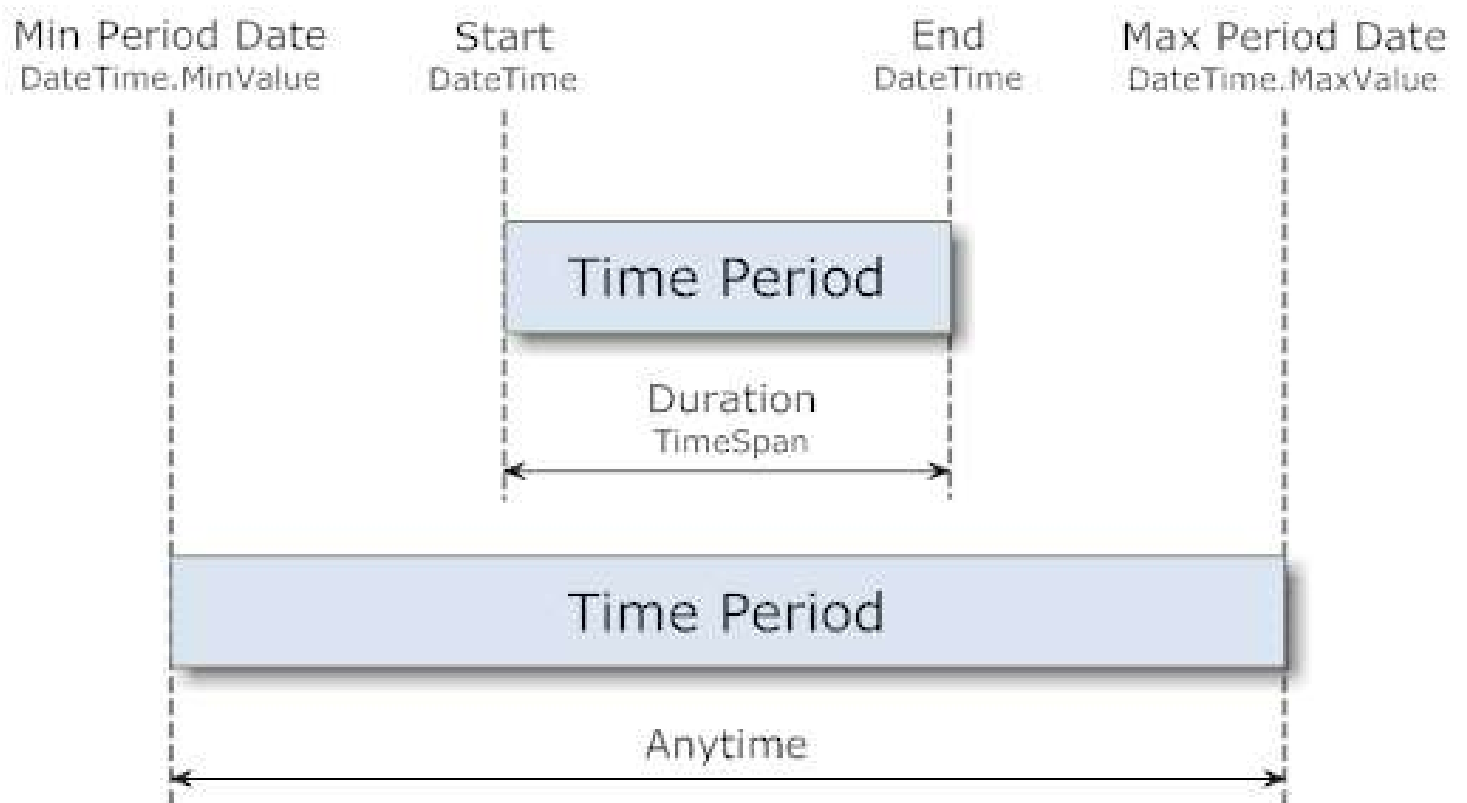 Min Period Date
DateTime.MinValue
Start
DateTime
End
DateTime
Max Period Date
DateTime.MaxValue
Time Period
Duration
TimeSpan
Time Period
Anytime